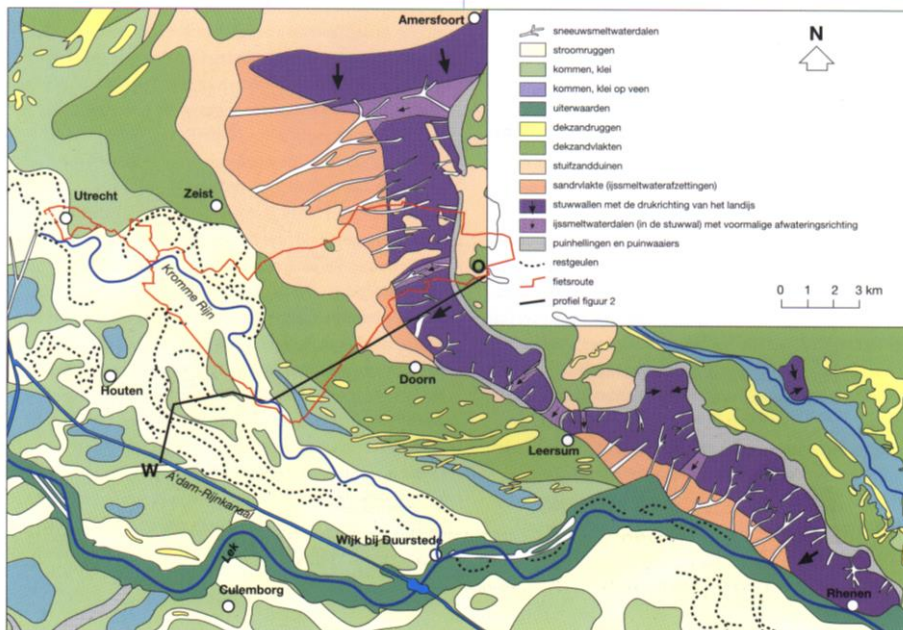 Amersfoort
Utrecht
Zeist
Kromme Rijn
O
Houten
Doorn
W
A'dam-Rijnkanaal
Leersum
Wijk bij Duurstede
Lek
Culemborg
Rhenen
sneeuwsmeltwaterdalen
stroomruggen
kommen, klei
kommen, klei op veen
uiterwaarden
dekzandruggen
dekzandvlakten
stuifzandduinen
sandrvlakte (ijssmeltwaterafzettingen)
stuwwallen met de drukrichting van het landijs
ijssmeltwaterdalen (in de stuwwal) met voormalige afwateringsrichting
puinhellingen en puinwaaiers
restgeulen
fietsroute
profiel figuur 2
N
0 1 2 3 km